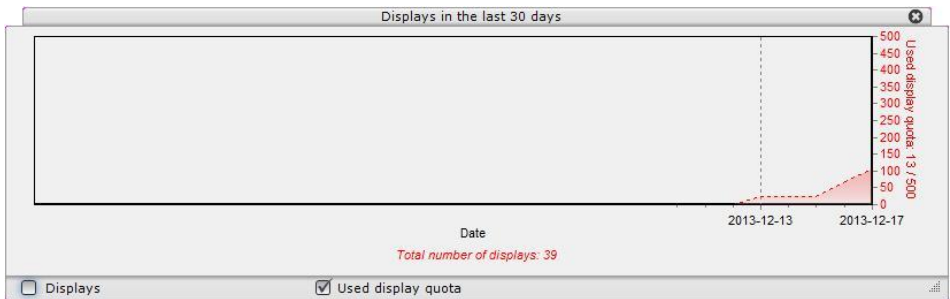 Displays in the last 30 days
500
450
400
350
300
250
200
150
100
50
0
Used display quota: 13 / 500
2013-12-13
2013-12-17
Date
Total number of displays: 39
Displays
Used display quota